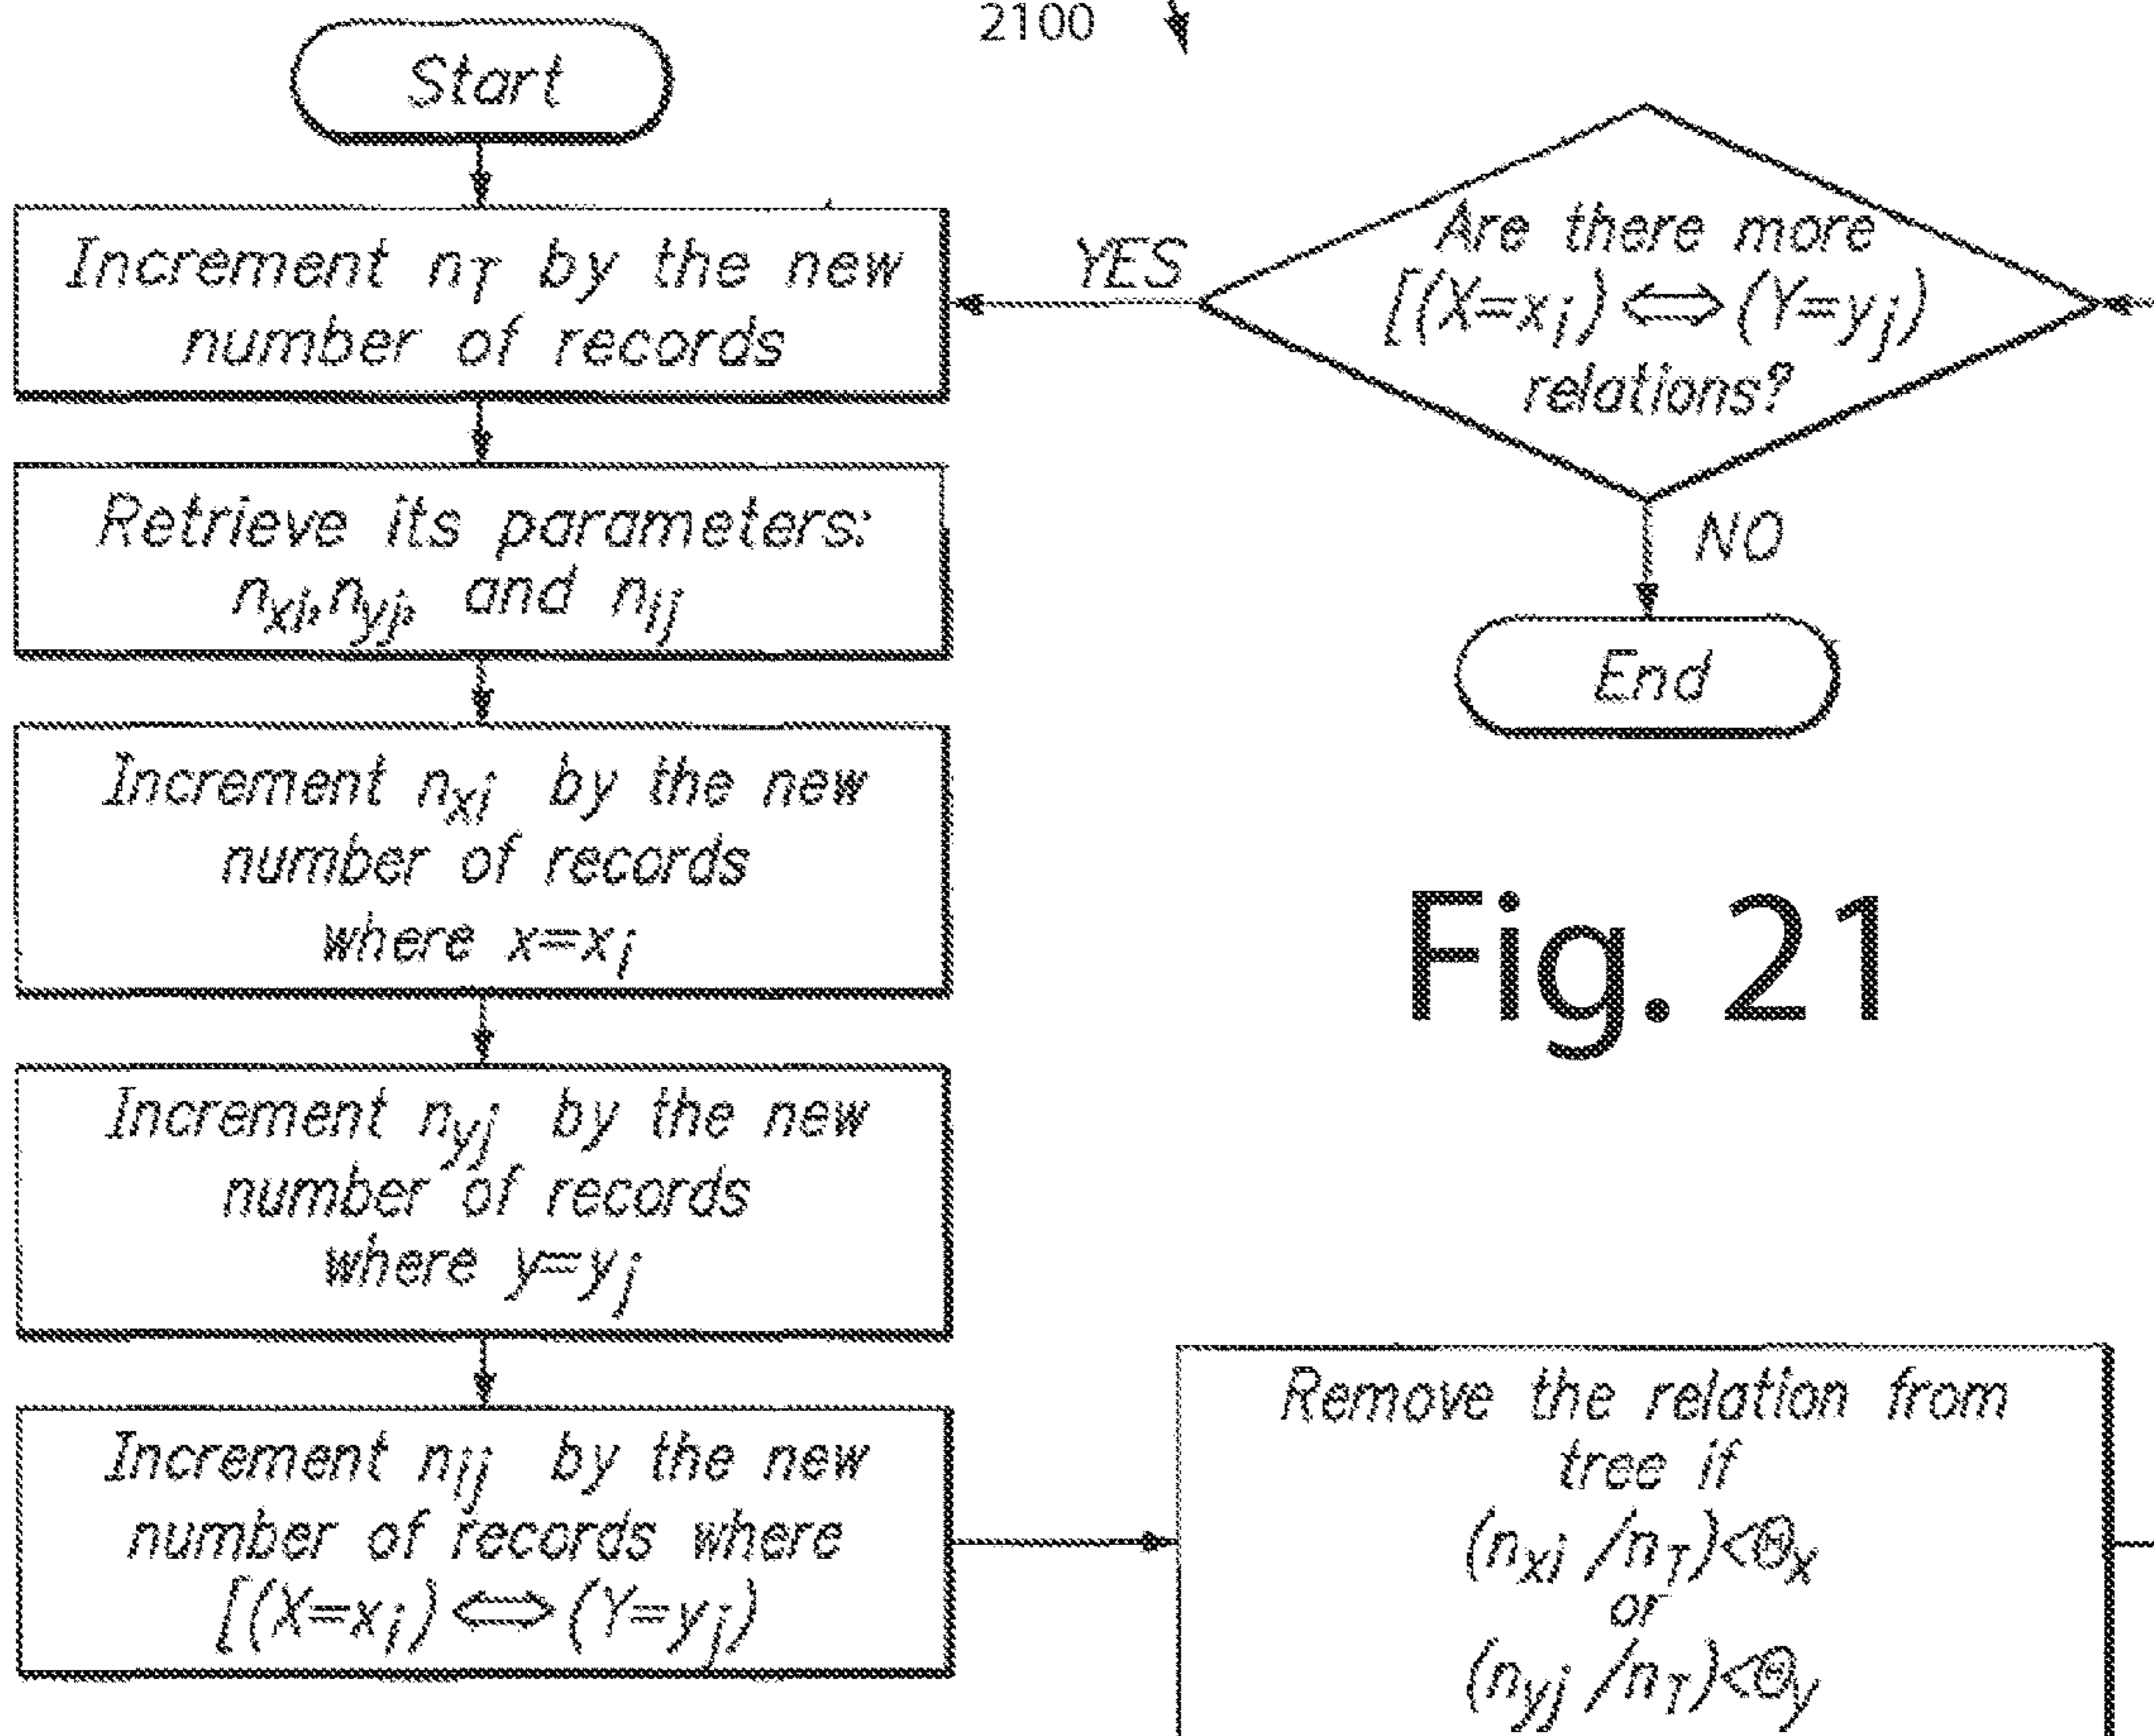 2100
Start
Increment n_T by the new
number of records
Retrieve its parameters:
n_xi, n_yj, and n_ij
Increment n_xi by the new
number of records
where x=x_i
Increment n_yj by the new
number of records
where y=y_j
Increment n_ij by the new
number of records where
[(X=x_i)⇔(Y=y_j)
Remove the relation from
tree if
(n_xi /n_T)<Θ_x
or
(n_yj /n_T)<Θ_y
Are there more
[(X=x_i)⇔(Y=y_j)
relations?
YES
NO
End
Fig. 21